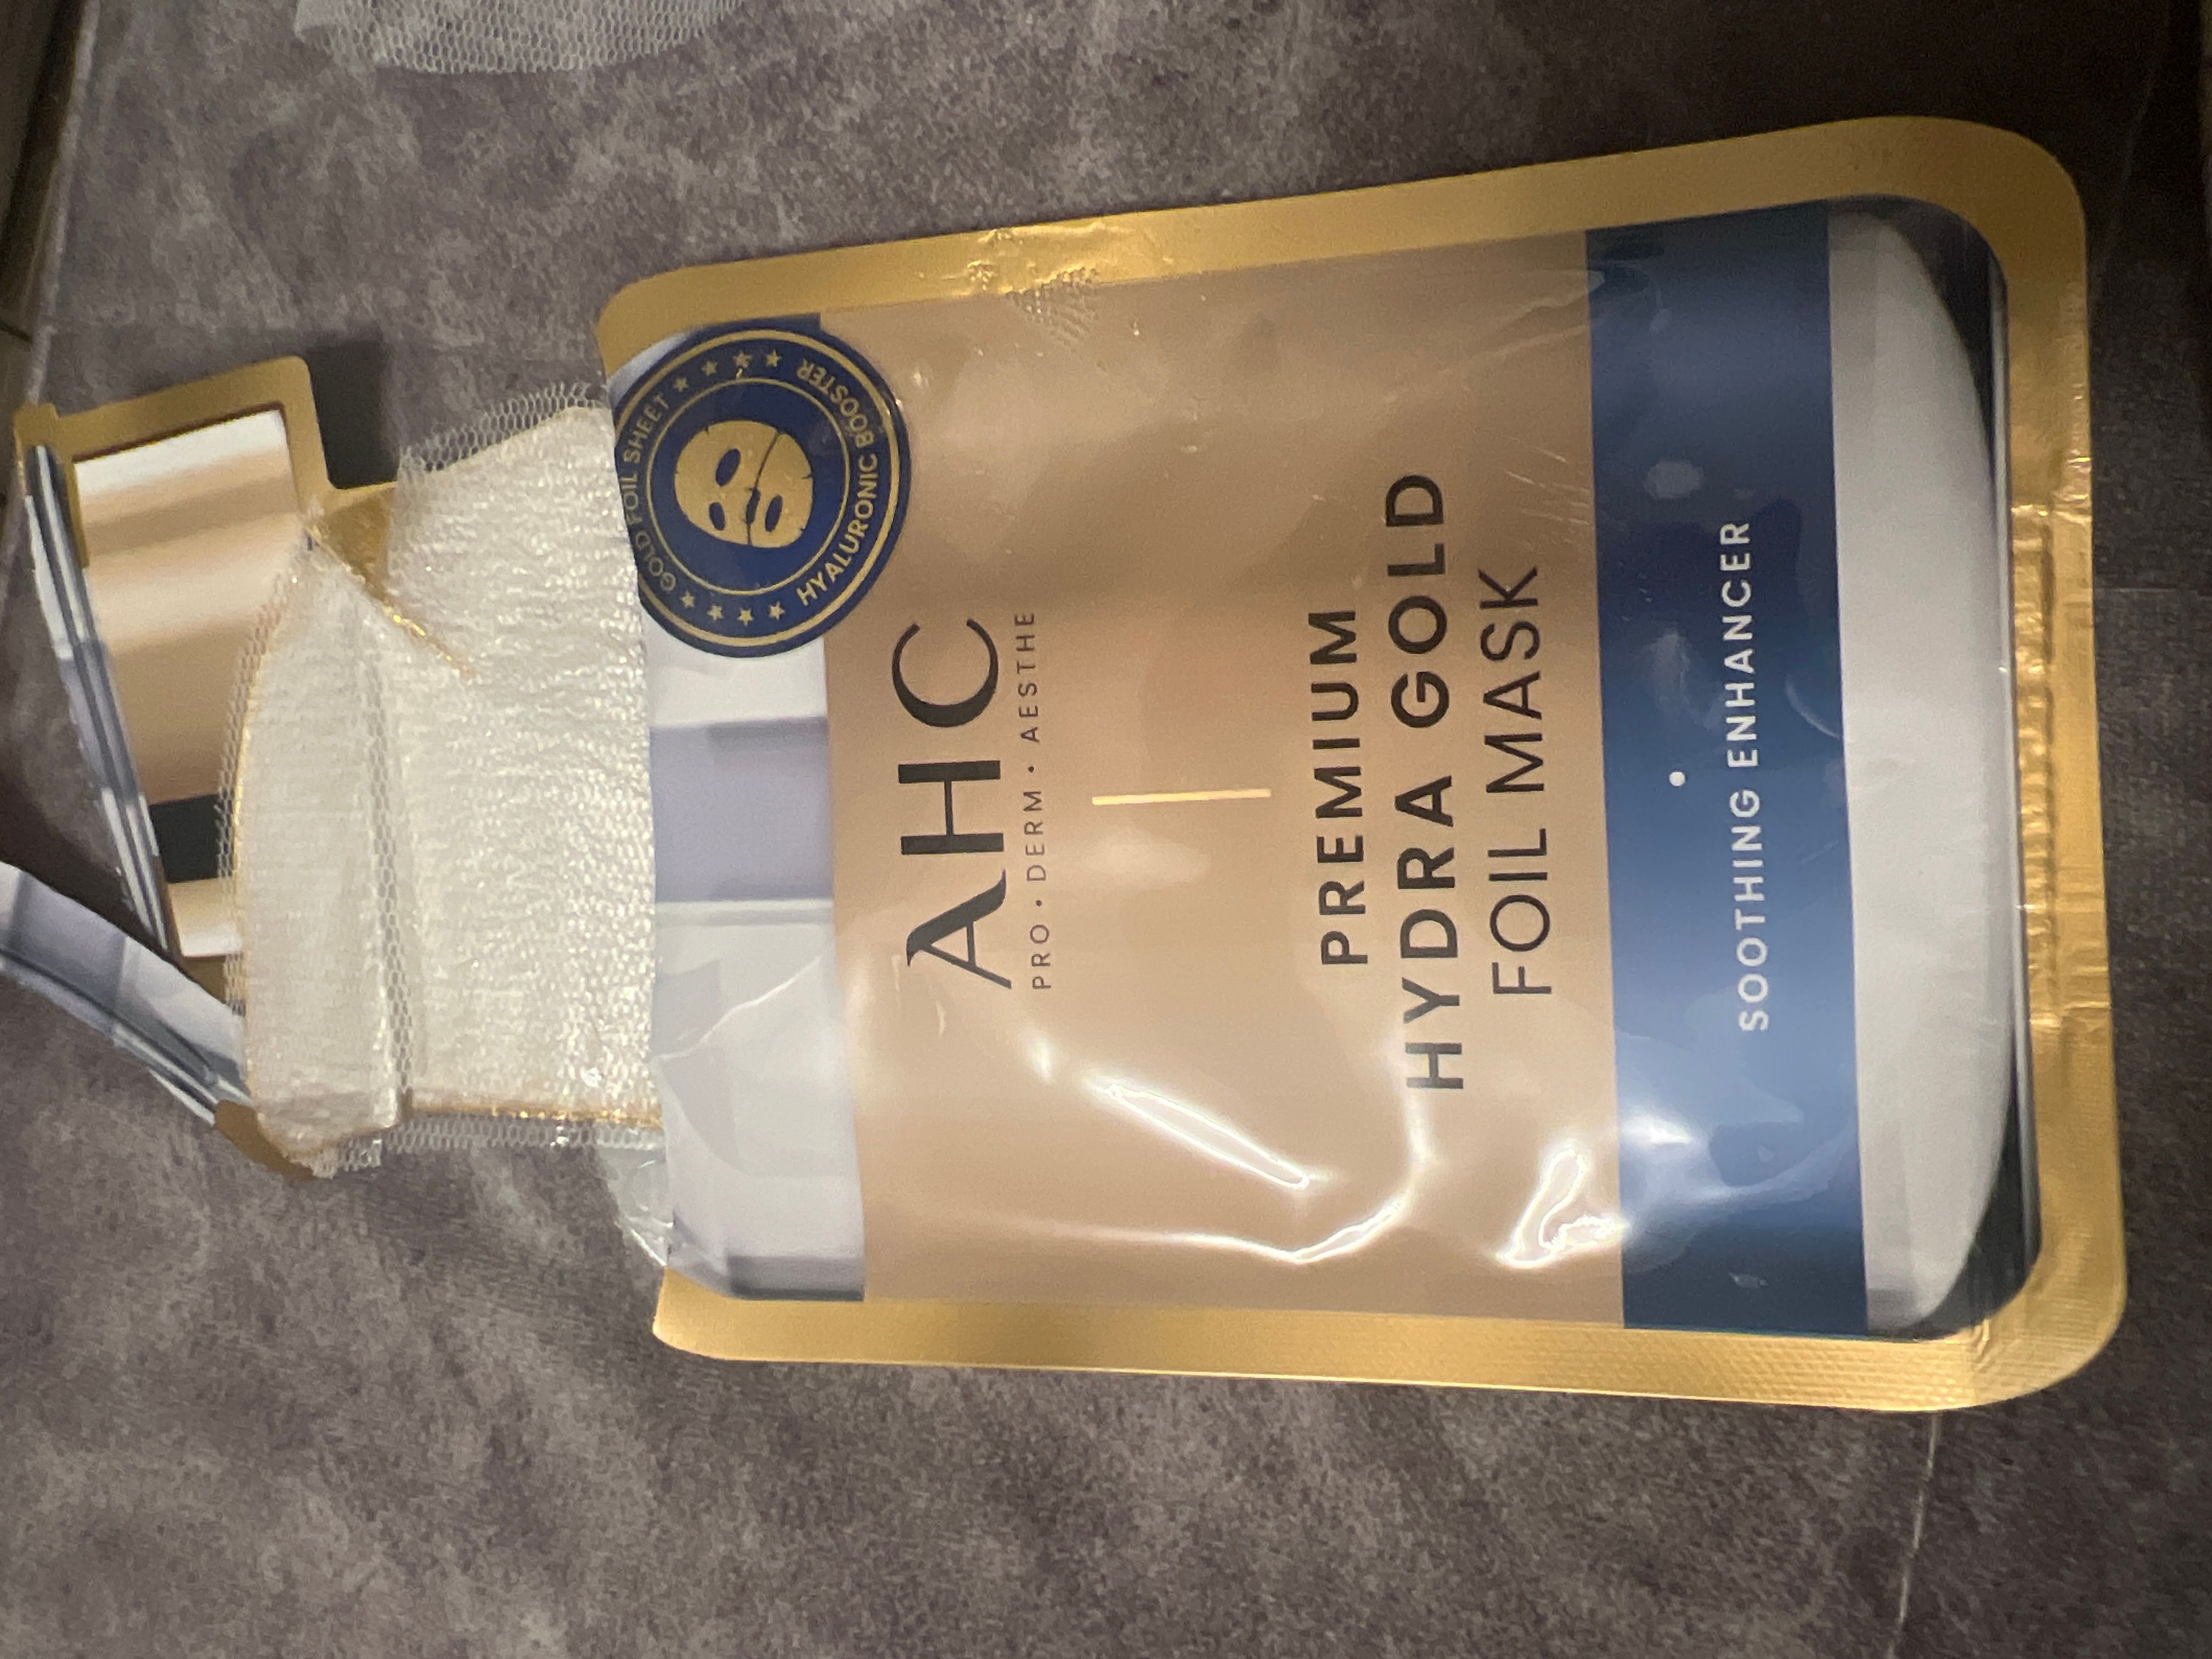 GOLD FOIL SHEET
HYALURONIC BOOSTER
AHC
PRO · DERM · AESTHE
PREMIUM
HYDRA GOLD
FOIL MASK
SOOTHING ENHANCER